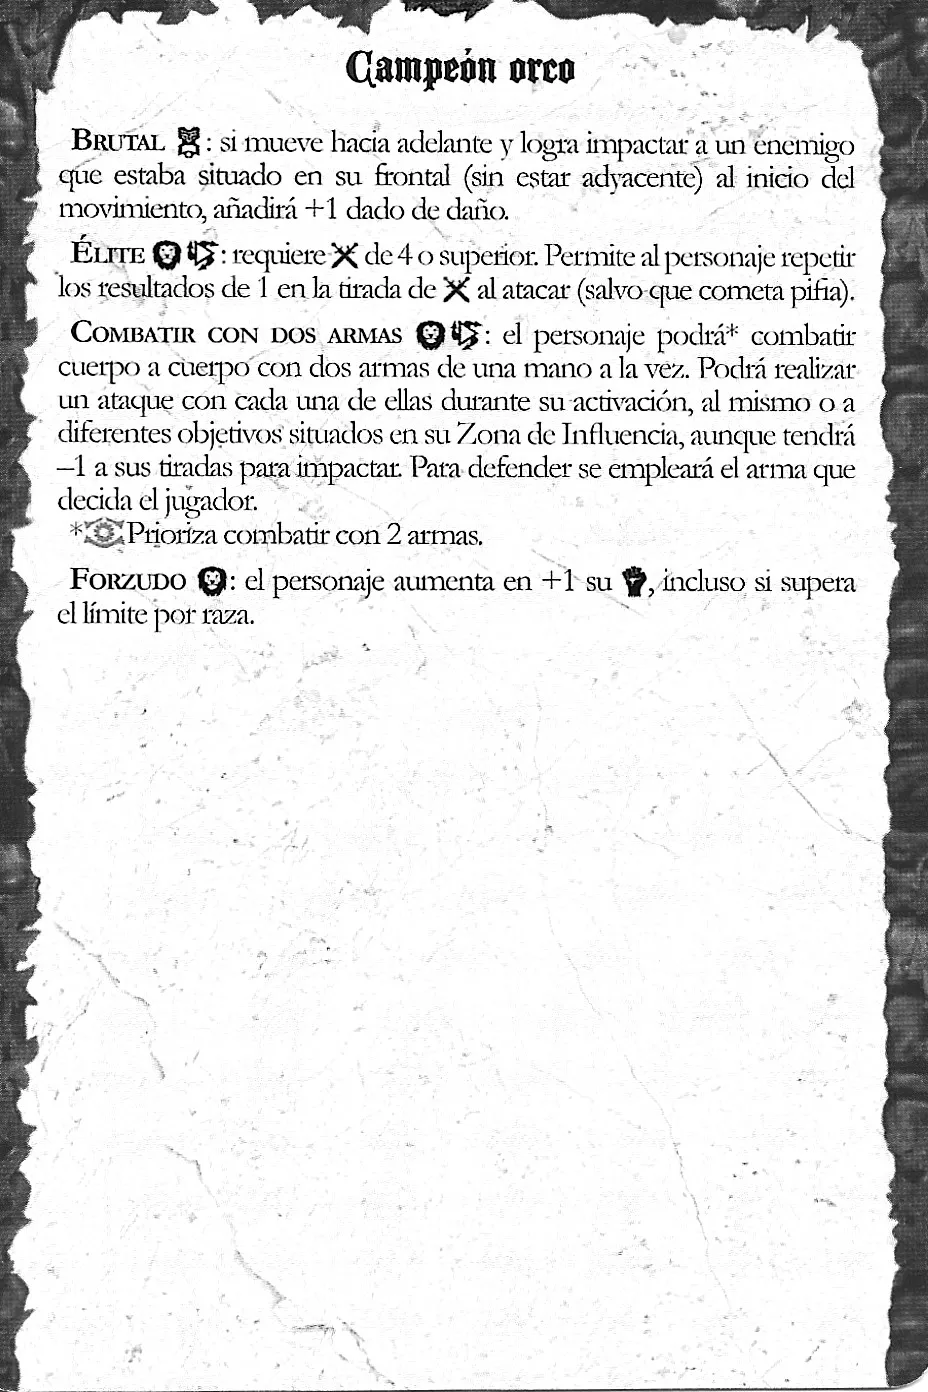 Campeón orco
BRUTAL : si mueve hacia adelante y logra impactar a un enemigo
que estaba situado en su frontal (sin estar adyacente) al inicio del
movimiento, añadirá +1 dado de daño.
ÉLITE : requiere de 4 o superior. Permite al personaje repetir
los resultados de 1 en la tirada de al atacar (salvo que cometa pifia).
COMBATIR CON DOS ARMAS : el personaje podrá* combatir
cuerpo a cuerpo con dos armas de una mano a la vez. Podrá realizar
un ataque con cada una de ellas durante su activación, al mismo o a
diferentes objetivos situados en su Zona de Influencia, aunque tendrá
–1 a sus tiradas para impactar. Para defender se empleará el arma que
decida el jugador.
* Prioriza combatir con 2 armas.
FORZUDO : el personaje aumenta en +1 su , incluso si supera
el límite por raza.